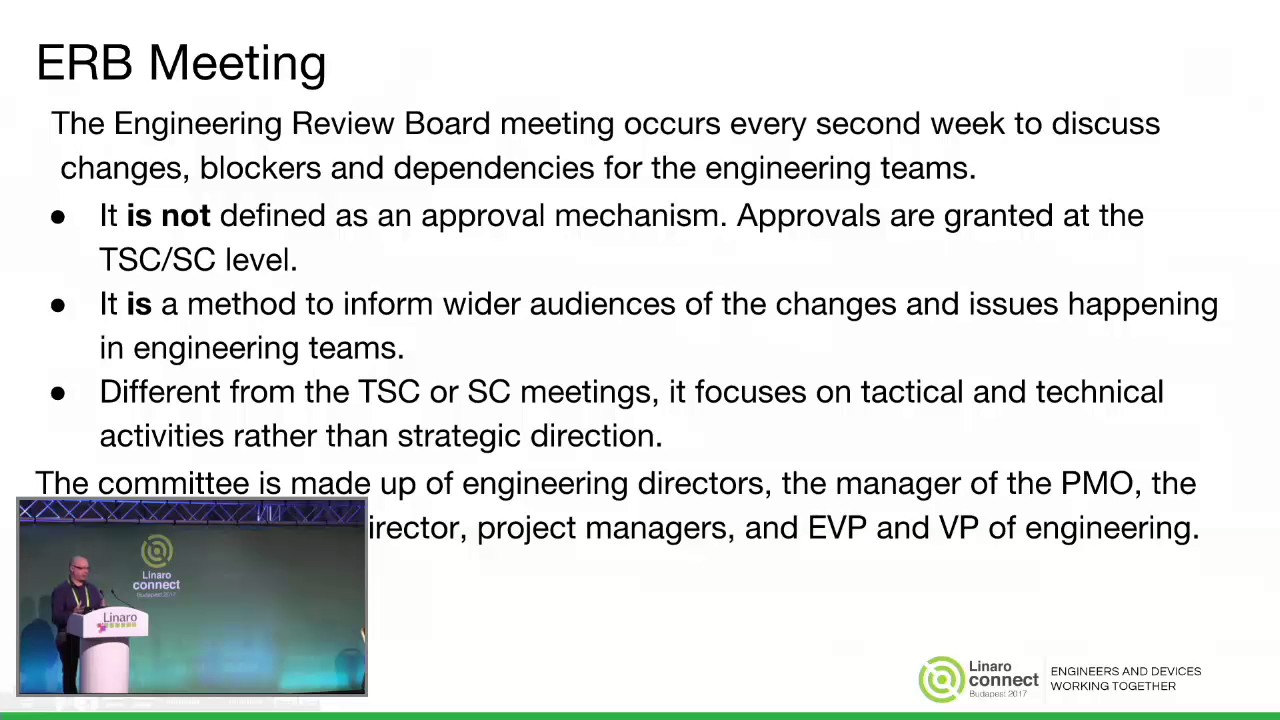 ERB Meeting
The Engineering Review Board meeting occurs every second week to discuss
changes, blockers and dependencies for the engineering teams.
● It is not defined as an approval mechanism. Approvals are granted at the
TSC/SC level.
● It is a method to inform wider audiences of the changes and issues happening
in engineering teams.
● Different from the TSC or SC meetings, it focuses on tactical and technical
activities rather than strategic direction.
The committee is made up of engineering directors, the manager of the PMO, the
irector, project managers, and EVP and VP of engineering.
Linaro
connect
Budapest 2017
Linaro
Linaro
connect
Budapest 2017
ENGINEERS AND DEVICES
WORKING TOGETHER